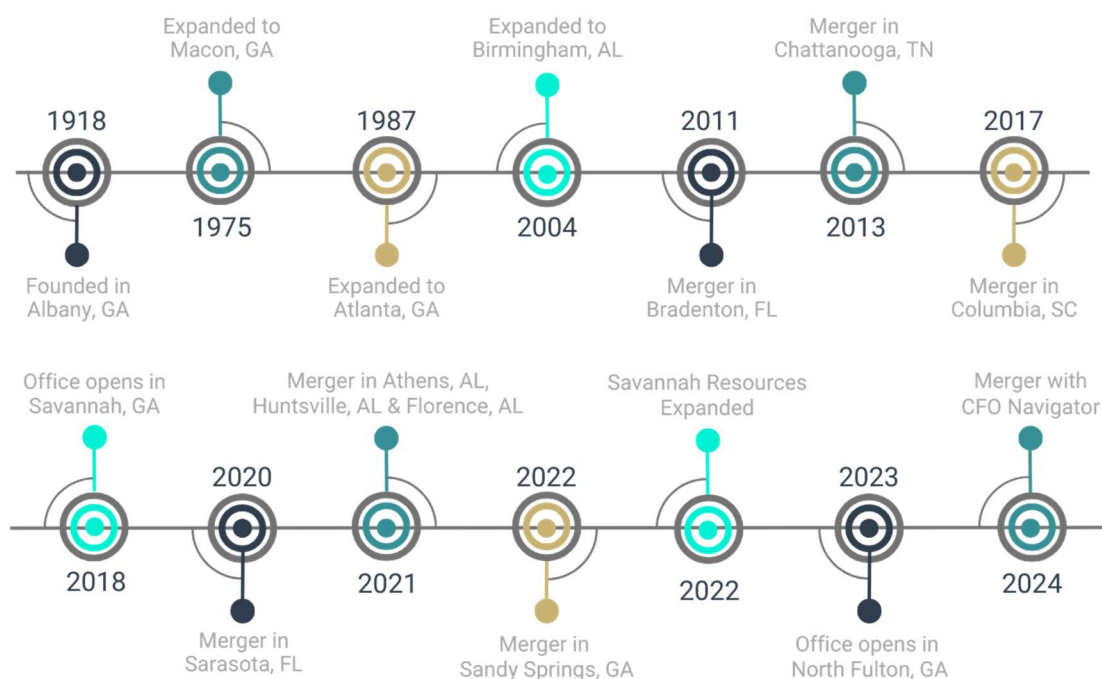 Expanded to
Macon, GA
Expanded to
Birmingham, AL
Merger in
Chattanooga, TN
1918
1987
2011
2017
1975
2004
2013
Founded in
Albany, GA
Expanded to
Atlanta, GA
Merger in
Bradenton, FL
Merger in
Columbia, SC
Office opens in
Savannah, GA
Merger in Athens, AL,
Huntsville, AL & Florence, AL
Savannah Resources
Expanded
Merger with
CFO Navigator
2020
2022
2023
2018
2021
2022
2024
Merger in
Sarasota, FL
Merger in
Sandy Springs, GA
Office opens in
North Fulton, GA